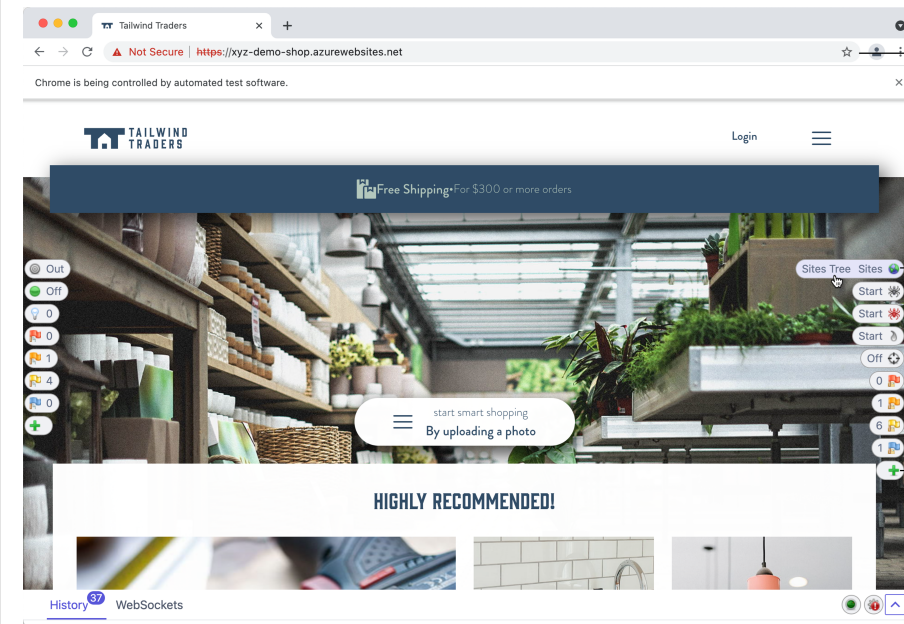 Tailwind Traders
Not Secure | https://xyz-demo-shop.azurewebsites.net
Chrome is being controlled by automated test software.
TAILWIND
TRADERS
Login
Free Shipping•For $300 or more orders
Out
Sites Tree Sites
Off
Start
0
Start
0
Start
1
Off
4
0
0
1
6
1
start smart shopping
By uploading a photo
HIGHLY RECOMMENDED!
History 37 WebSockets